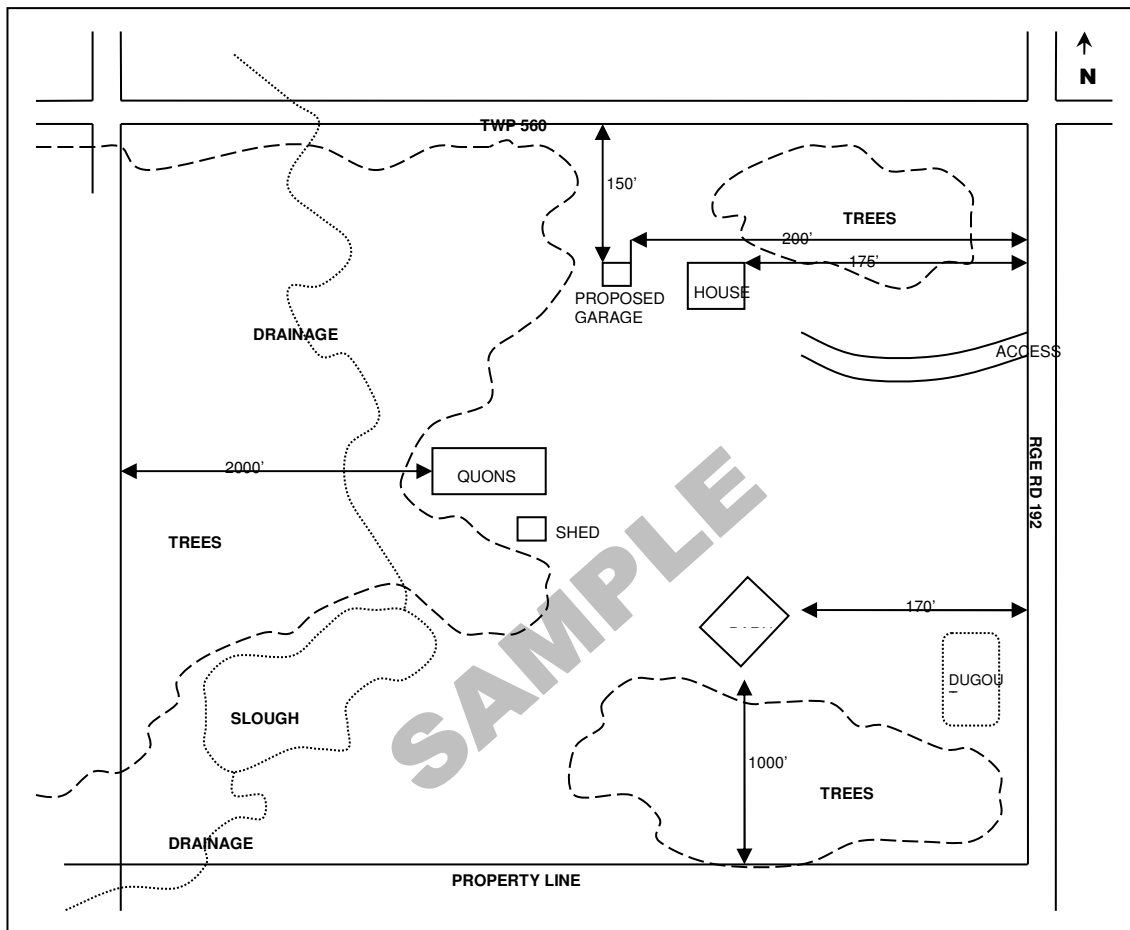 N
TWP 560
150'
TREES
200'
175'
HOUSE
PROPOSED
GARAGE
DRAINAGE
ACCESS
2000'
QUONS
RGE RD 192
SHED
TREES
SAMPLE
170'
DUGOU
SLOUGH
1000'
TREES
DRAINAGE
PROPERTY LINE